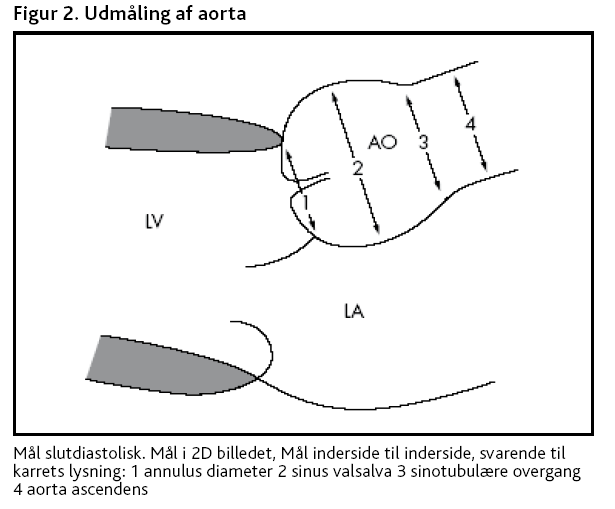 Figur 2. Udmåling af aorta
AO
3
4
2
1
LV
LA
Mål slutdiastolisk. Mål i 2D billedet, Mål inderside til inderside, svarende til
karrets lysning: 1 annulus diameter 2 sinus valsalva 3 sinotubulære overgang
4 aorta ascendens